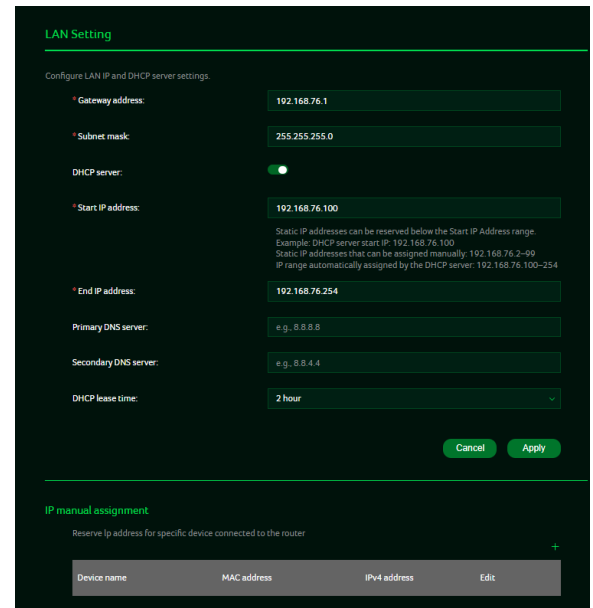 LAN Setting
Configure LAN IP and DHCP server settings.
* Gateway address: 192.168.76.1
* Subnet mask: 255.255.255.0
DHCP server:
* Start IP address: 192.168.76.100
Static IP addresses can be reserved below the Start IP Address range.
Example: DHCP server start IP: 192.168.76.100
Static IP addresses that can be assigned manually: 192.168.76.2–99
IP range automatically assigned by the DHCP server: 192.168.76.100–254
* End IP address: 192.168.76.254
Primary DNS server: e.g., 8.8.8.8
Secondary DNS server: e.g., 8.8.4.4
DHCP lease time: 2 hour
Cancel Apply
IP manual assignment
Reserve Ip address for specific device connected to the router
+
Device name MAC address IPv4 address Edit